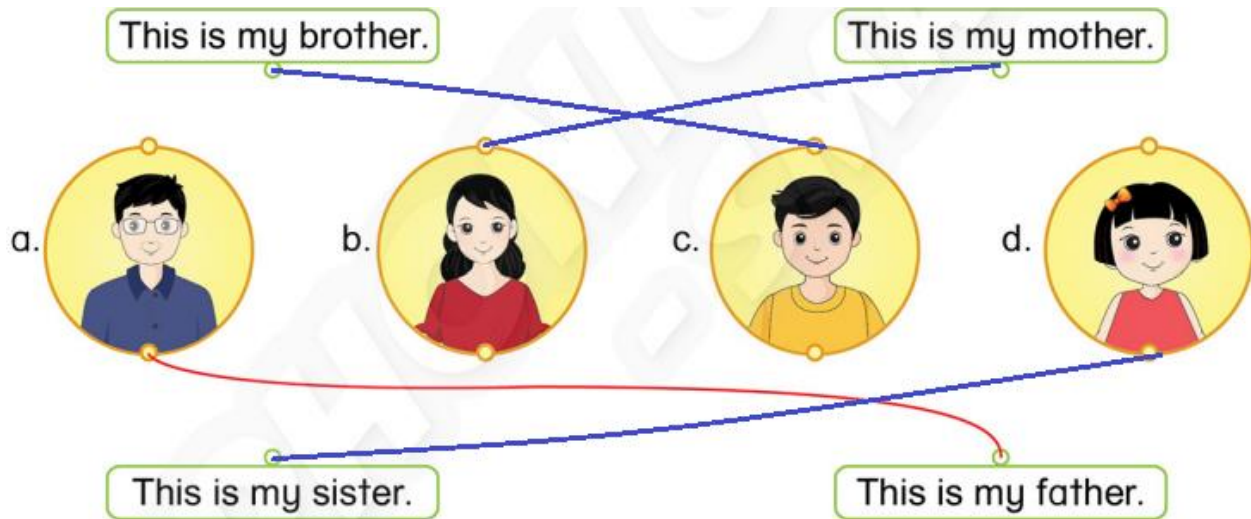 This is my brother.
This is my mother.
a.
b.
c.
d.
This is my sister.
This is my father.